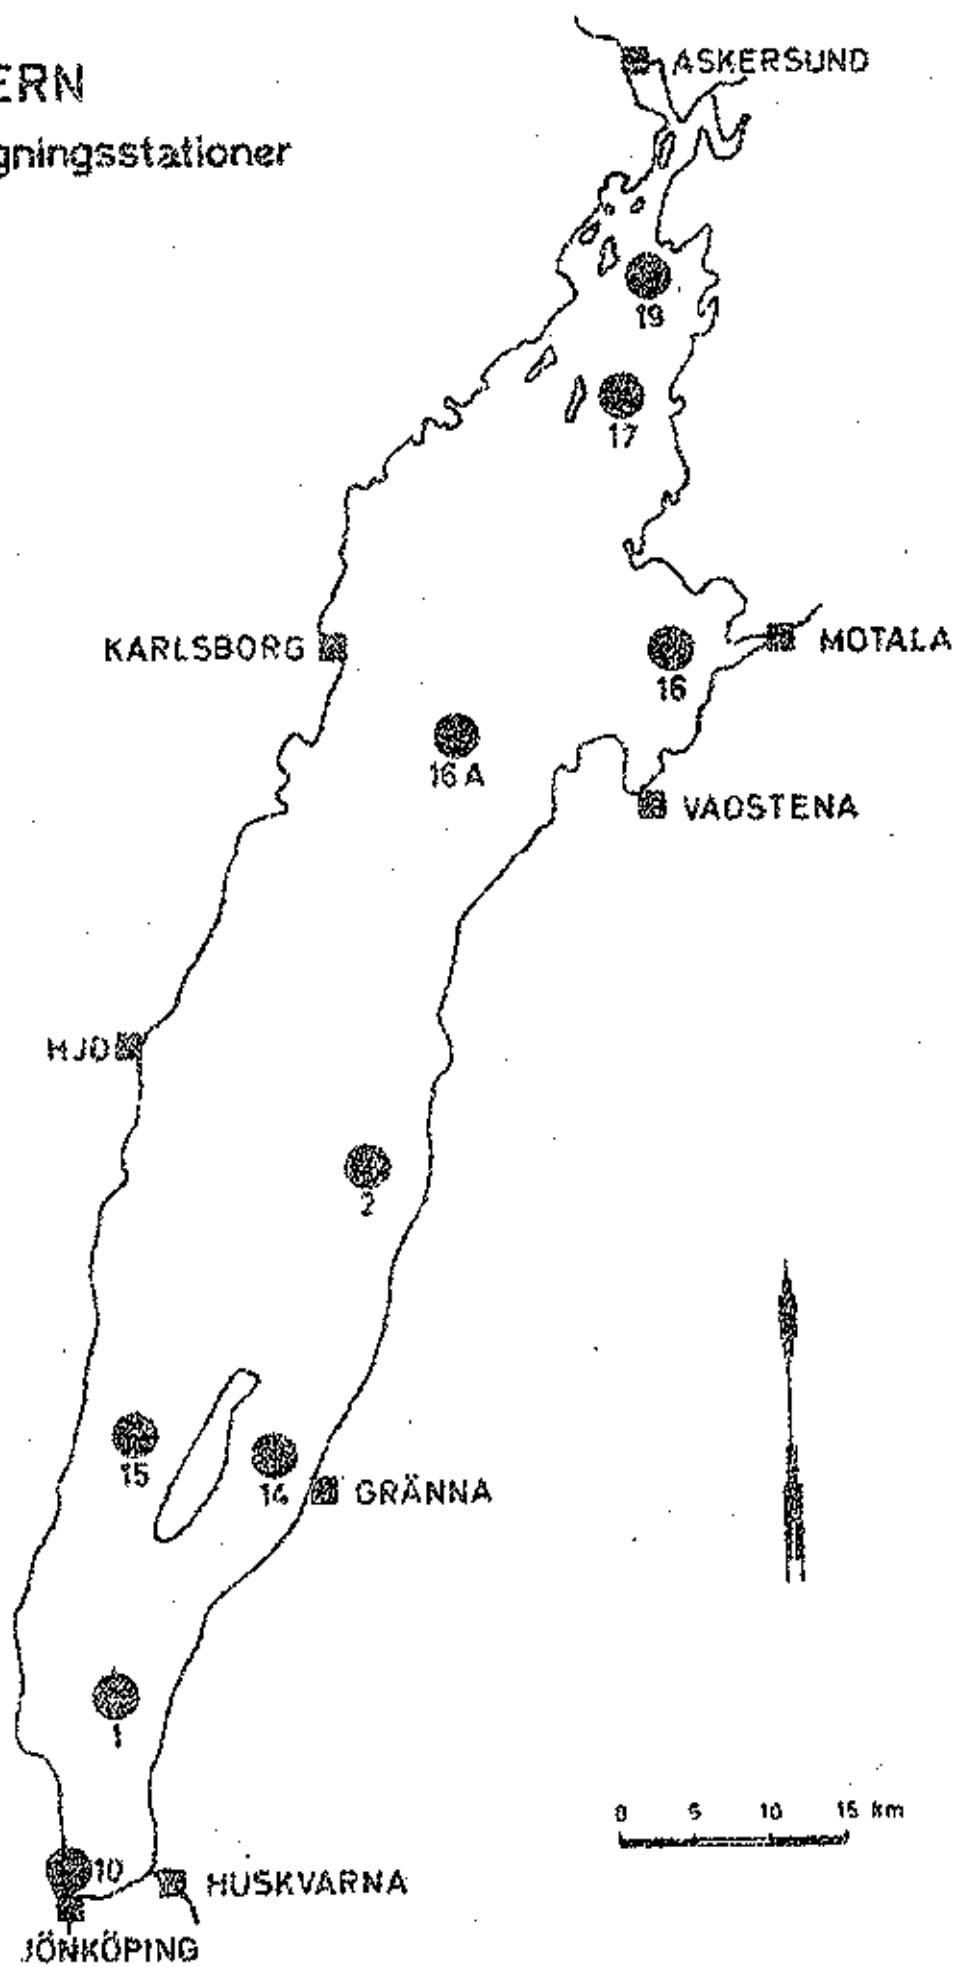 ERN
gningsstationer
ASKERSUND
19
17
KARLSBORG
MOTALA
16
16 A
VADSTENA
HJO
2
15
14
GRÄNNA
1
0 5 10 15 km
10
HUSKVARNA
JÖNKÖPING